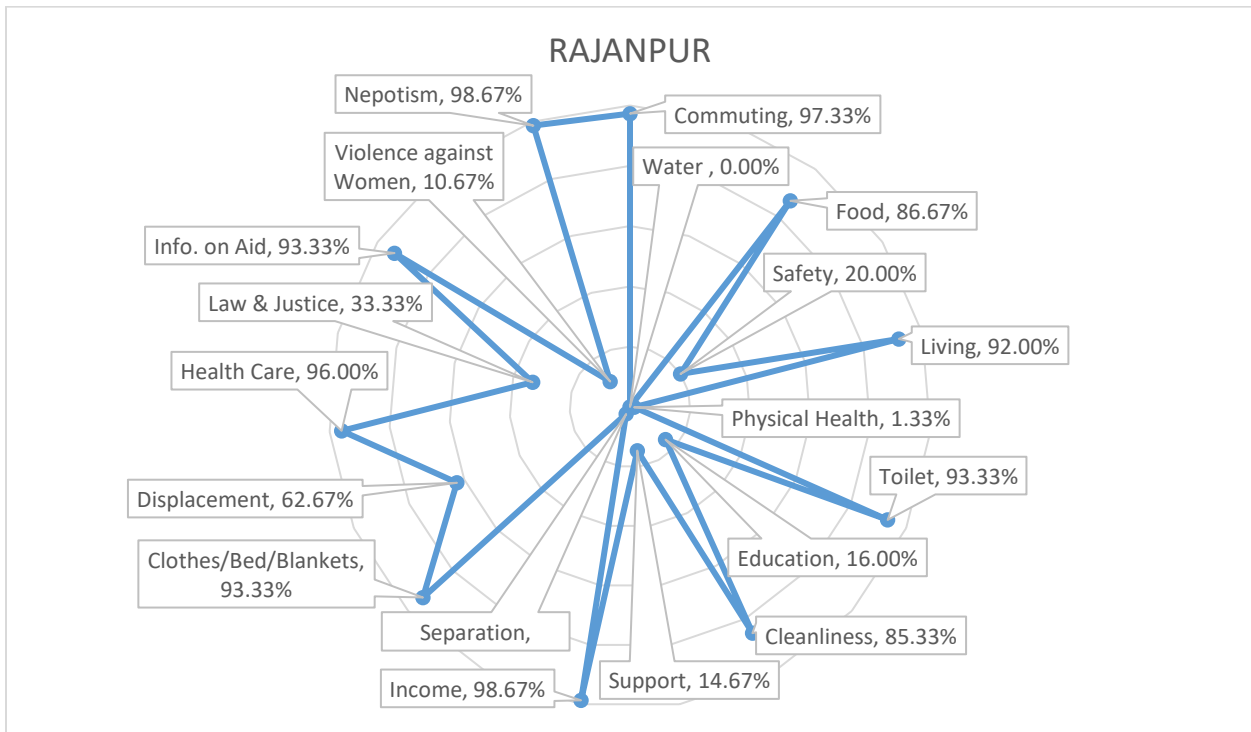 RAJANPUR
Nepotism, 98.67%
Commuting, 97.33%
Violence against
Women, 10.67%
Water , 0.00%
Food, 86.67%
Info. on Aid, 93.33%
Safety, 20.00%
Law & Justice, 33.33%
Living, 92.00%
Health Care, 96.00%
Physical Health, 1.33%
Toilet, 93.33%
Displacement, 62.67%
Education, 16.00%
Clothes/Bed/Blankets,
93.33%
Separation,
Cleanliness, 85.33%
Income, 98.67%
Support, 14.67%